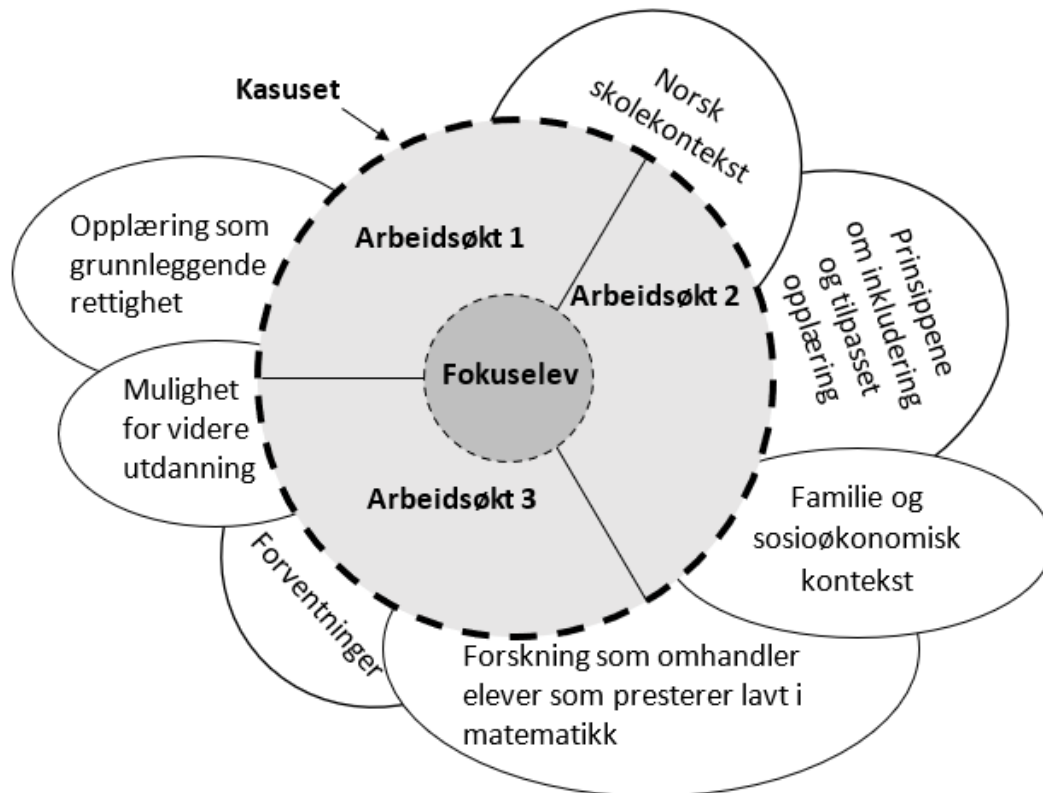 Kasuset
Norsk
skolekontekst
Prinsippene
om inkludering
og tilpasset
opplæring
Opplæring som
grunnleggende
rettighet
Arbeidsøkt 1
Arbeidsøkt 2
Fokuselev
Mulighet
for videre
utdanning
Arbeidsøkt 3
Familie og
sosioøkonomisk
kontekst
Forventninger
Forskning som omhandler
elever som presterer lavt i
matematikk